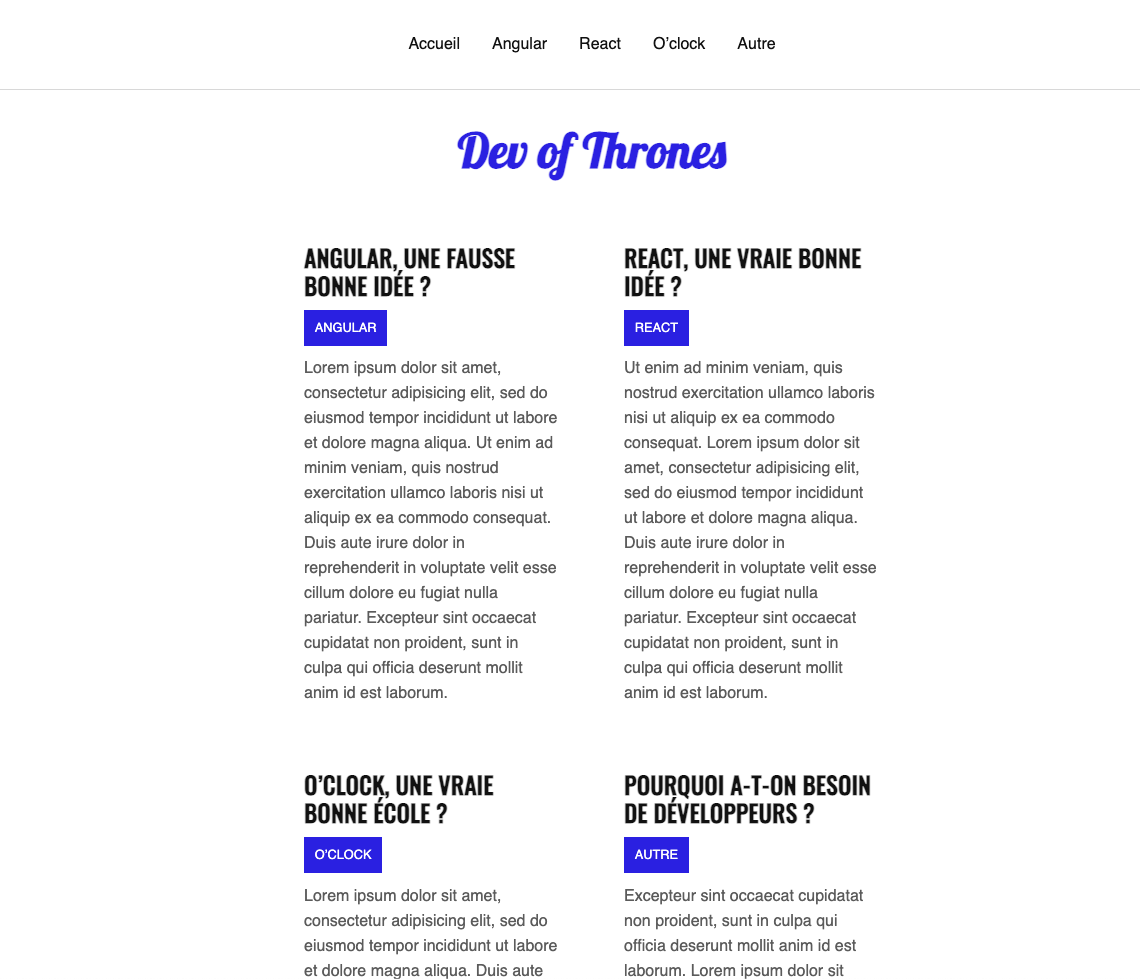 Accueil Angular React O’clock Autre
Dev of Thrones
ANGULAR, UNE FAUSSE
BONNE IDÉE ?
ANGULAR
Lorem ipsum dolor sit amet,
consectetur adipisicing elit, sed do
eiusmod tempor incididunt ut labore
et dolore magna aliqua. Ut enim ad
minim veniam, quis nostrud
exercitation ullamco laboris nisi ut
aliquip ex ea commodo consequat.
Duis aute irure dolor in
reprehenderit in voluptate velit esse
cillum dolore eu fugiat nulla
pariatur. Excepteur sint occaecat
cupidatat non proident, sunt in
culpa qui officia deserunt mollit
anim id est laborum.
REACT, UNE VRAIE BONNE
IDÉE ?
REACT
Ut enim ad minim veniam, quis
nostrud exercitation ullamco laboris
nisi ut aliquip ex ea commodo
consequat. Lorem ipsum dolor sit
amet, consectetur adipisicing elit,
sed do eiusmod tempor incididunt
ut labore et dolore magna aliqua.
Duis aute irure dolor in
reprehenderit in voluptate velit esse
cillum dolore eu fugiat nulla
pariatur. Excepteur sint occaecat
cupidatat non proident, sunt in
culpa qui officia deserunt mollit
anim id est laborum.
O’CLOCK, UNE VRAIE
BONNE ÉCOLE ?
O’CLOCK
Lorem ipsum dolor sit amet,
consectetur adipisicing elit, sed do
eiusmod tempor incididunt ut labore
et dolore magna aliqua. Duis aute
POURQUOI A-T-ON BESOIN
DE DÉVELOPPEURS ?
AUTRE
Excepteur sint occaecat cupidatat
non proident, sunt in culpa qui
officia deserunt mollit anim id est
laborum. Lorem ipsum dolor sit